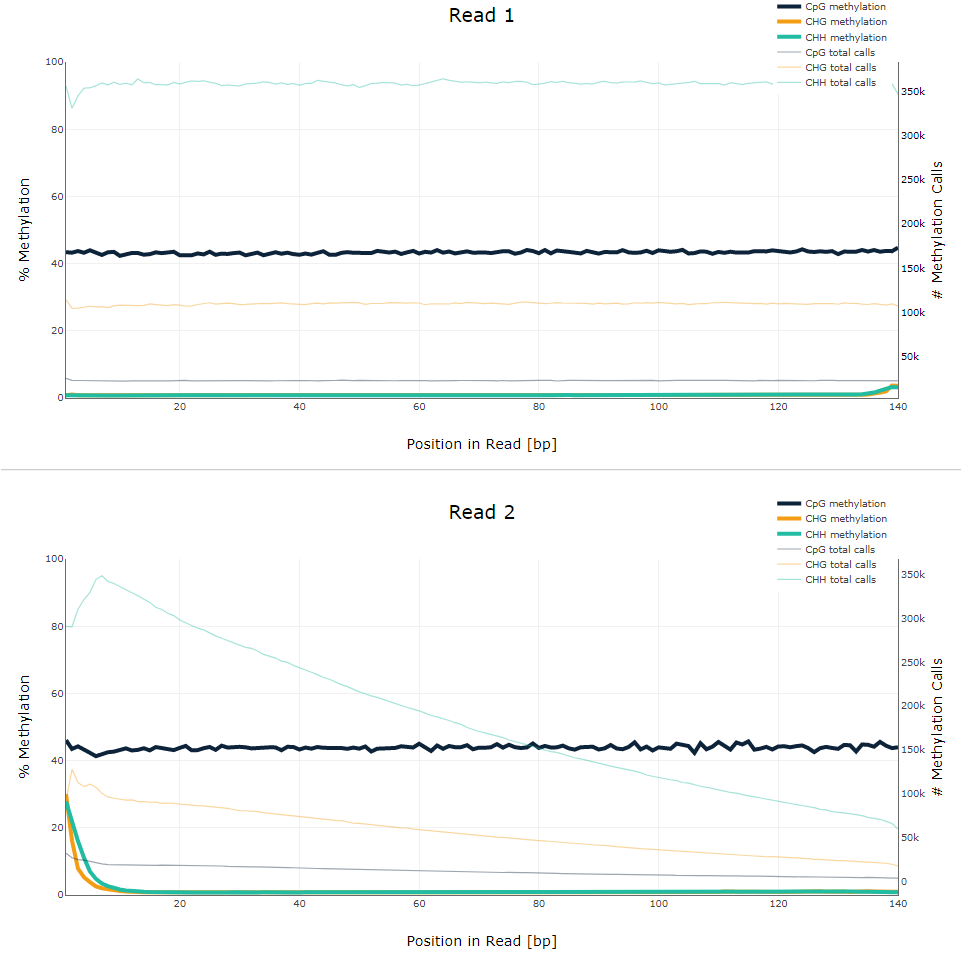 Read 1
CpG methylation
CHG methylation
CHH methylation
CpG total calls
CHG total calls
CHH total calls
100
80
60
40
20
0
% Methylation
350k
300k
250k
200k
150k
100k
50k
# Methylation Calls
20
40
60
80
100
120
140
Position in Read [bp]
Read 2
CpG methylation
CHG methylation
CHH methylation
CpG total calls
CHG total calls
CHH total calls
100
80
60
40
20
0
% Methylation
350k
300k
250k
200k
150k
100k
50k
0
# Methylation Calls
20
40
60
80
100
120
140
Position in Read [bp]